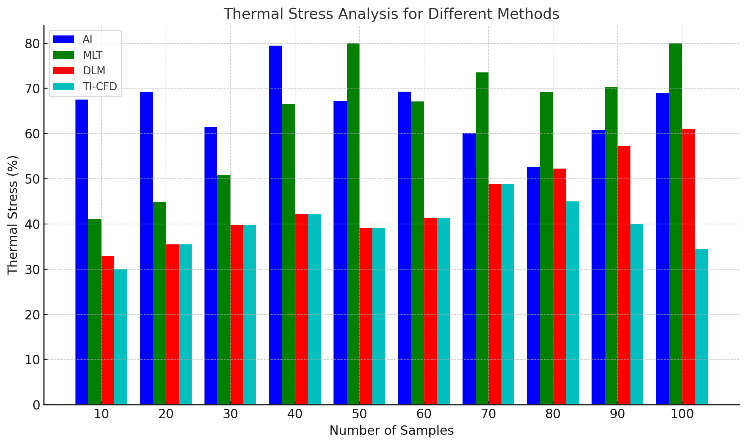 Thermal Stress Analysis for Different Methods
AI
MLT
DLM
TI-CFD
Thermal Stress (%)
80
70
60
50
40
30
20
10
0
10 20 30 40 50 60 70 80 90 100
Number of Samples